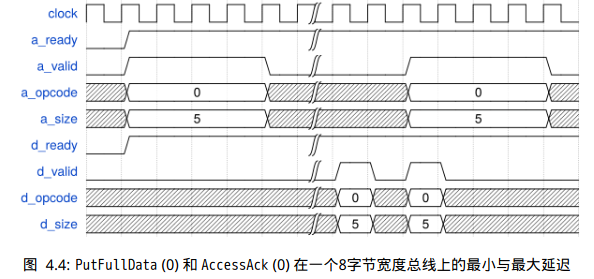 clock
a_ready
a_valid
a_opcode 0 0
a_size 5 5
d_ready
d_valid
d_opcode 0 0
d_size 5 5
图 4.4: PutFullData (0) 和 AccessAck (0) 在一个8字节宽度总线上的最小与最大延迟